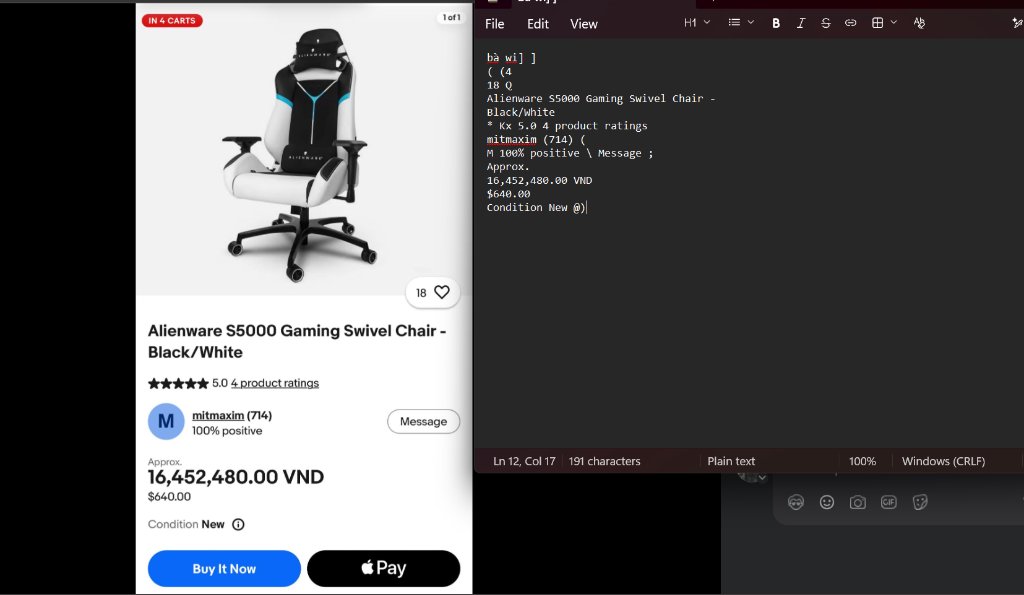 IN 4 CARTS
1 of 1
ALIENWARE
ALIENWARE
18
Alienware S5000 Gaming Swivel Chair -
Black/White
5.0 4 product ratings
M
mitmaxim (714)
100% positive
Message
Approx.
16,452,480.00 VND
$640.00
Condition New
Buy It Now
Pay
File Edit View
H1
B I S
bà wi] ]
( (4
18 Q
Alienware S5000 Gaming Swivel Chair -
Black/White
* Kx 5.0 4 product ratings
mitmaxim (714) (
M 100% positive \ Message ;
Approx.
16,452,480.00 VND
$640.00
Condition New @)
Ln 12, Col 17 191 characters Plain text 100% Windows (CRLF)
GIF